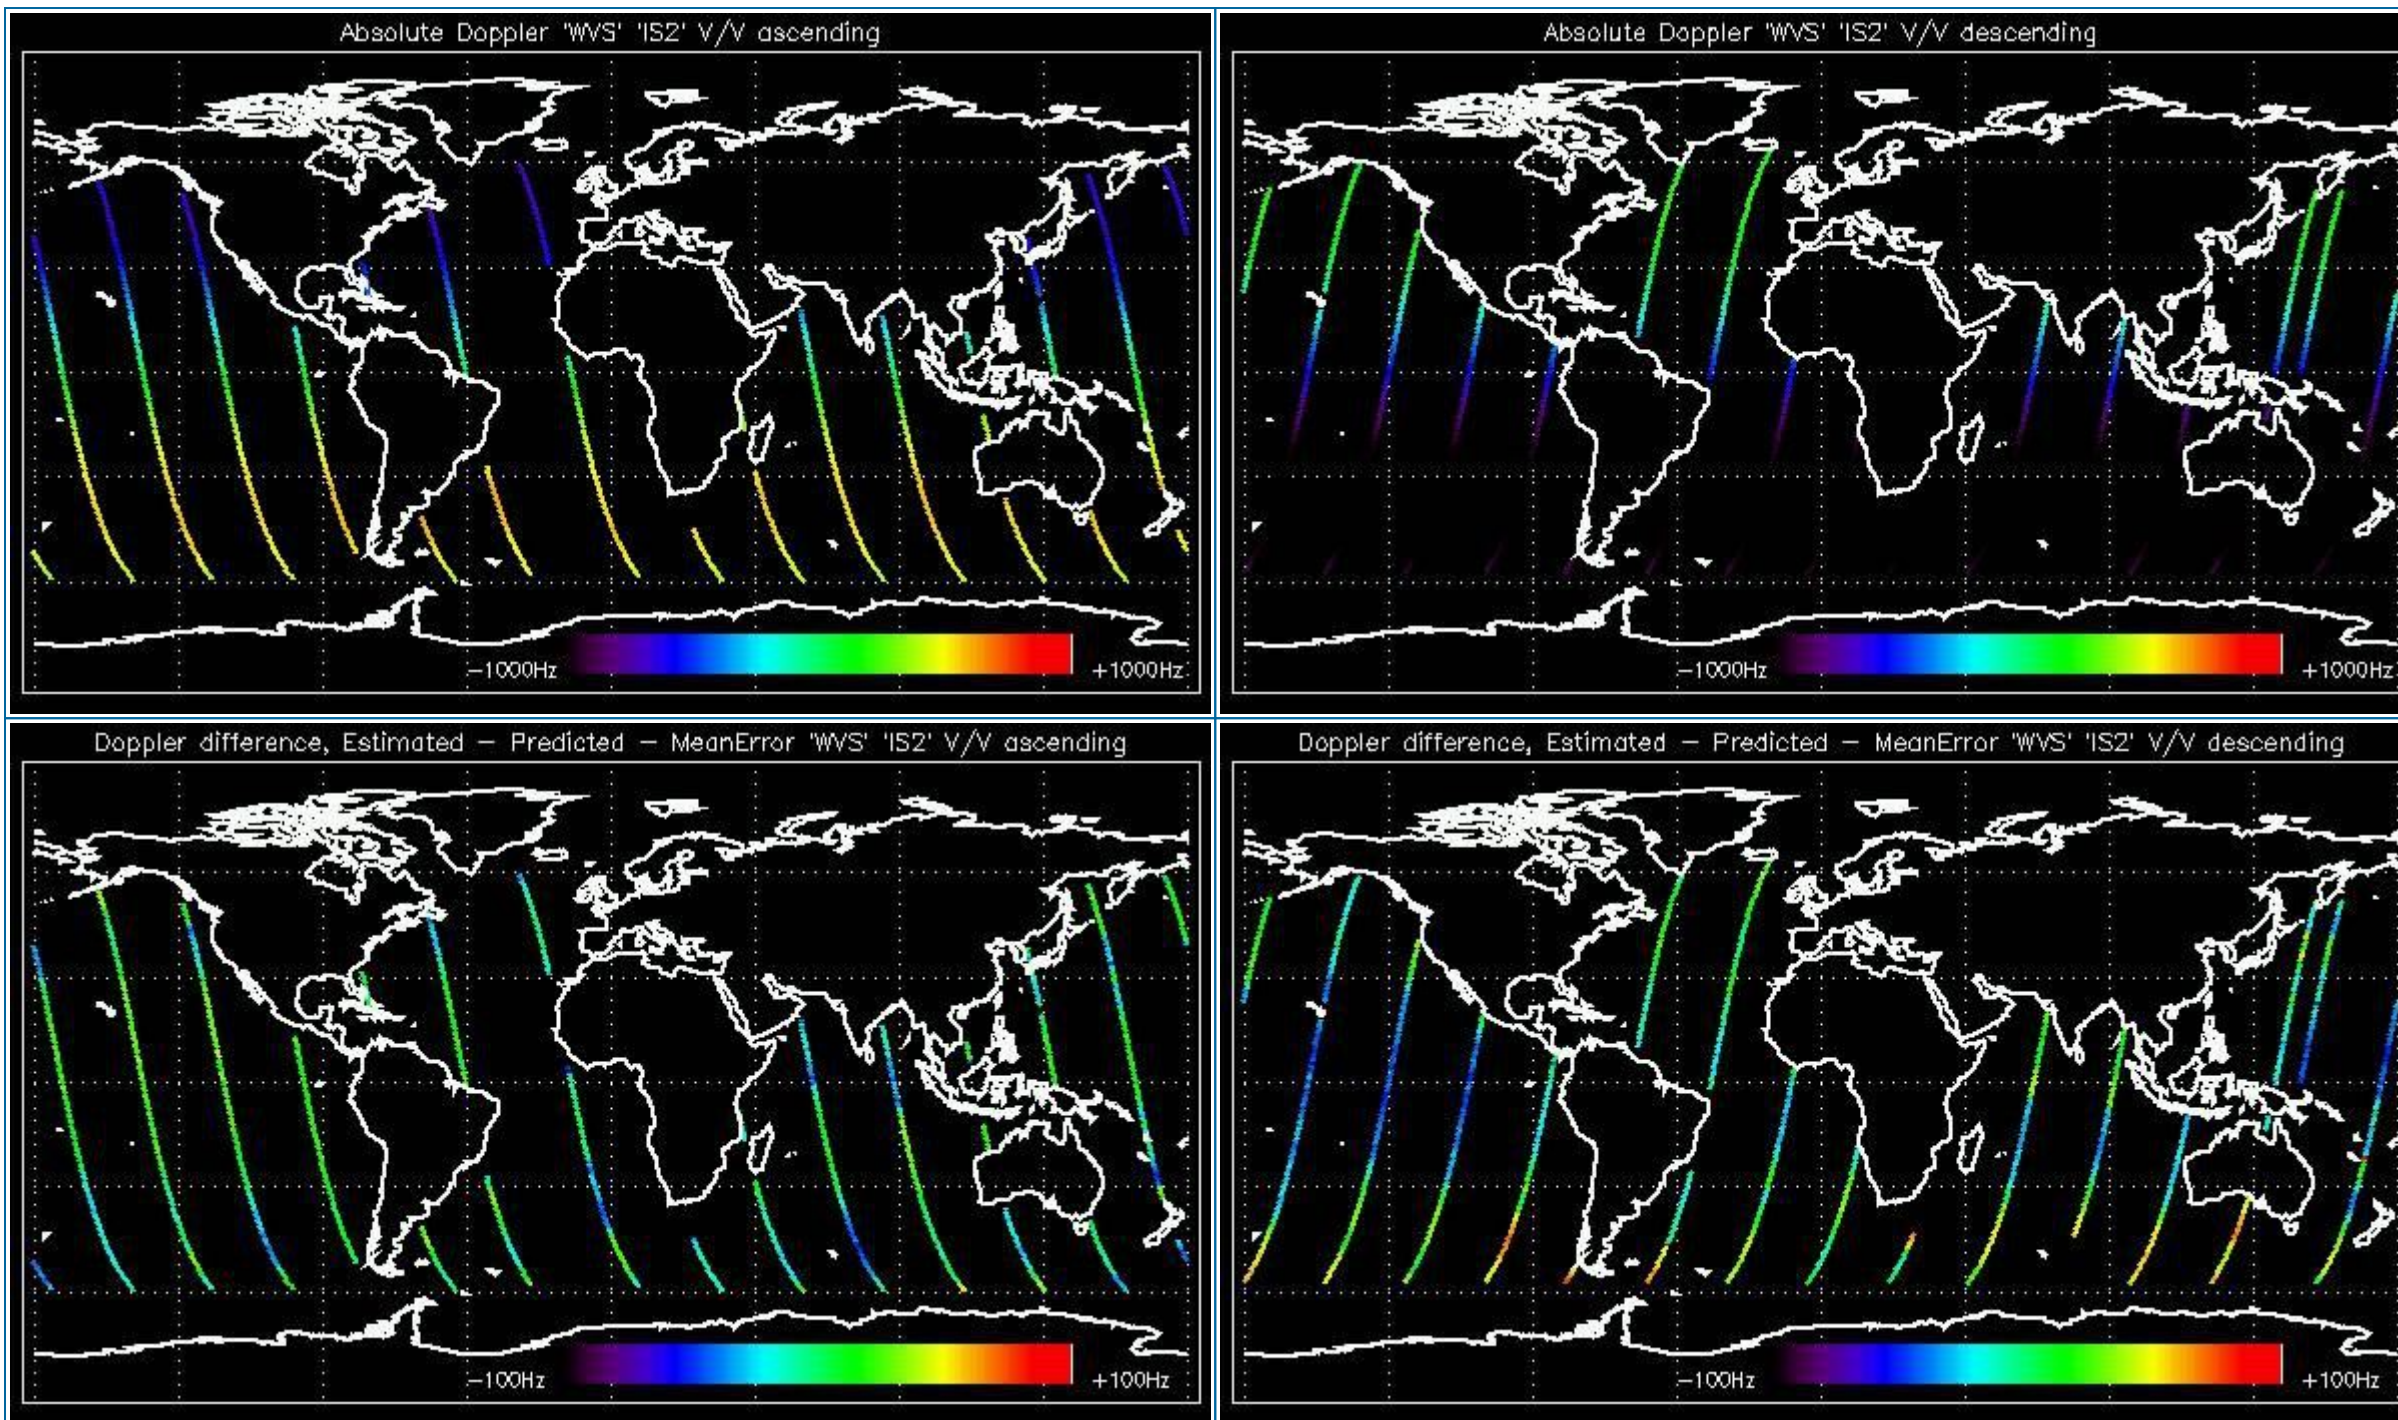 Absolute Doppler 'WVS' 'IS2' V/V ascending
-1000Hz +1000Hz
Absolute Doppler 'WVS' 'IS2' V/V descending
-1000Hz +1000Hz
Doppler difference, Estimated - Predicted - MeanError 'WVS' 'IS2' V/V ascending
-100Hz +100Hz
Doppler difference, Estimated - Predicted - MeanError 'WVS' 'IS2' V/V descending
-100Hz +100Hz